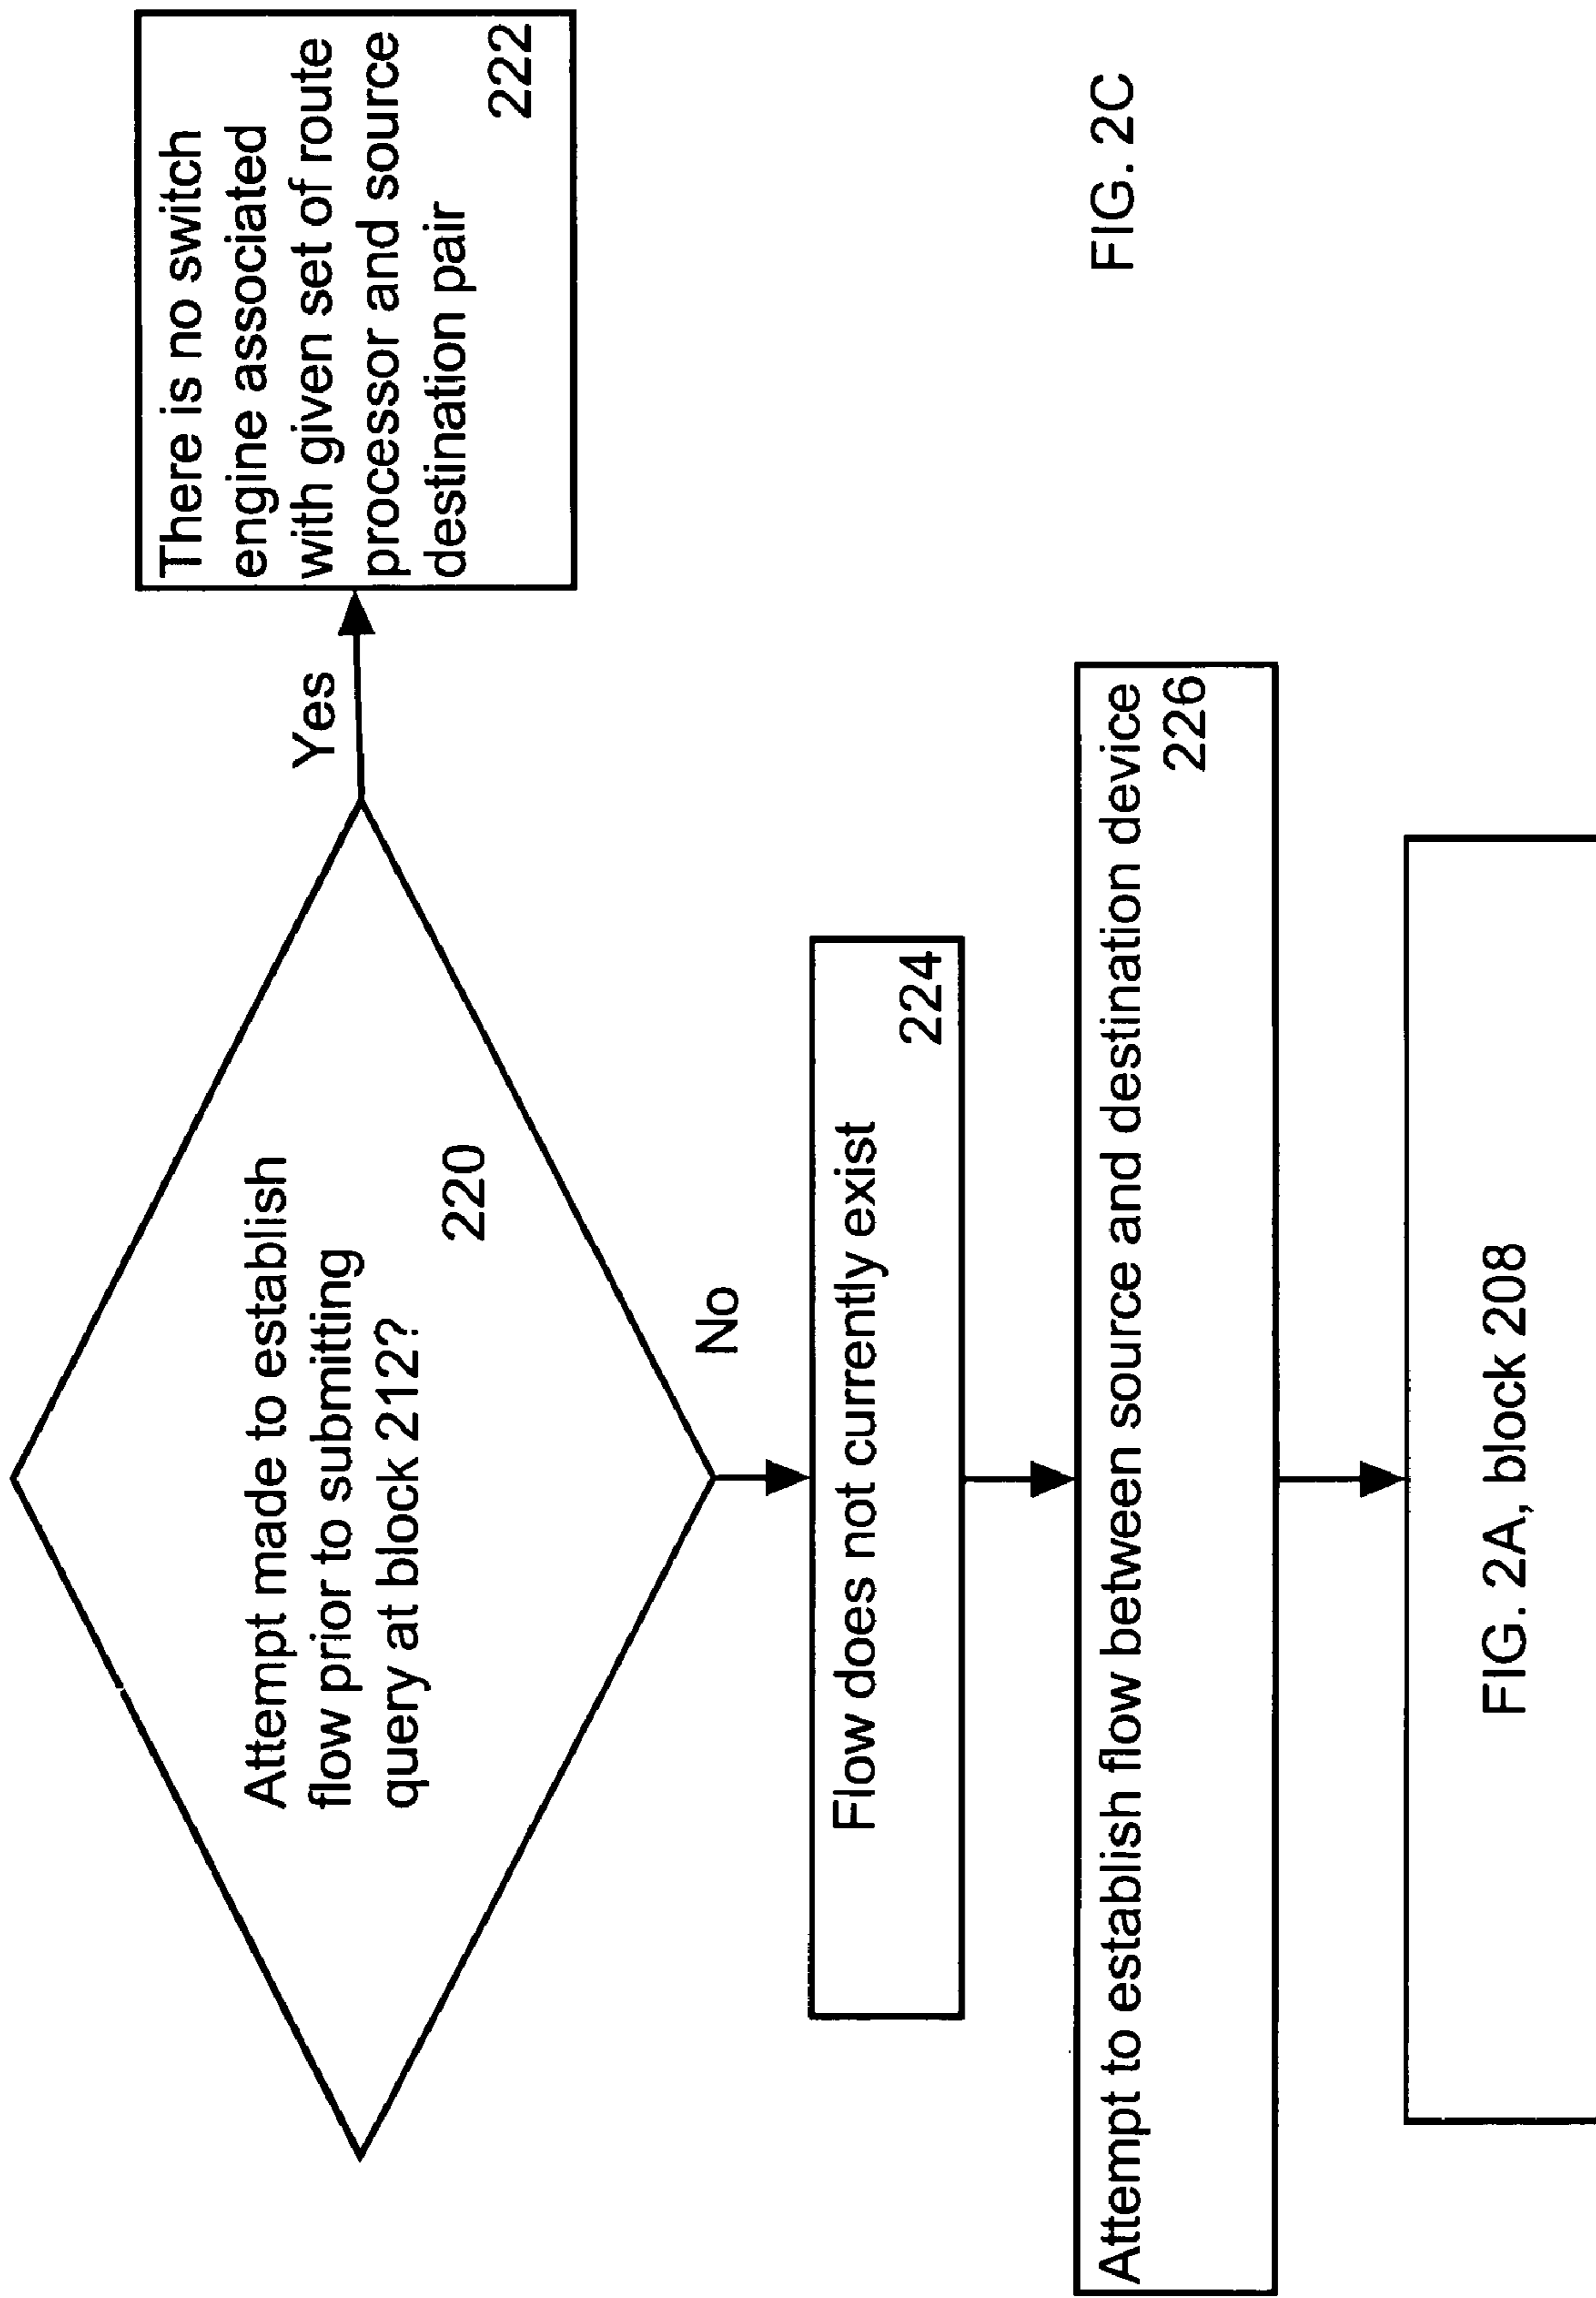 Attempt made to establish
flow prior to submitting
query at block 212?
220
Yes
There is no switch
engine associated
with given set of route
processor and source
destination pair
222
No
Flow does not currently exist
224
Attempt to establish flow between source and destination device
226
FIG. 2A, block 208
FIG. 2C